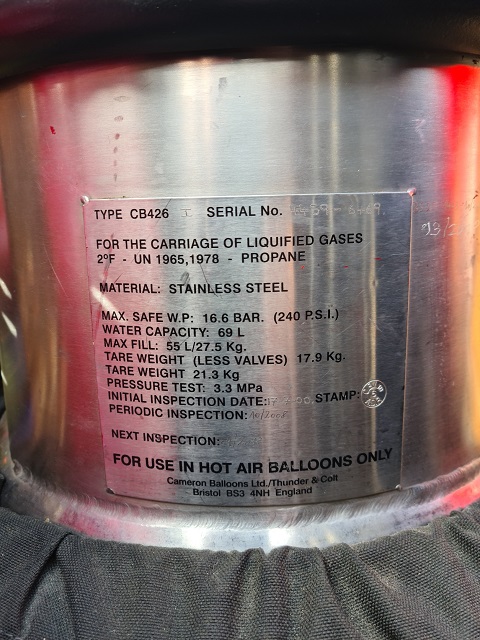 TYPE CB426 I SERIAL No.
FOR THE CARRIAGE OF LIQUIFIED GASES
2ºF - UN 1965,1978 - PROPANE
MATERIAL: STAINLESS STEEL
MAX. SAFE W.P: 16.6 BAR. (240 P.S.I.)
WATER CAPACITY: 69 L
MAX FILL: 55 L/27.5 Kg.
TARE WEIGHT (LESS VALVES) 17.9 Kg.
TARE WEIGHT 21.3 Kg
PRESSURE TEST: 3.3 MPa
INITIAL INSPECTION DATE: STAMP:
PERIODIC INSPECTION:
NEXT INSPECTION:
FOR USE IN HOT AIR BALLOONS ONLY
Cameron Balloons Ltd./Thunder & Colt
Bristol BS3 4NH England